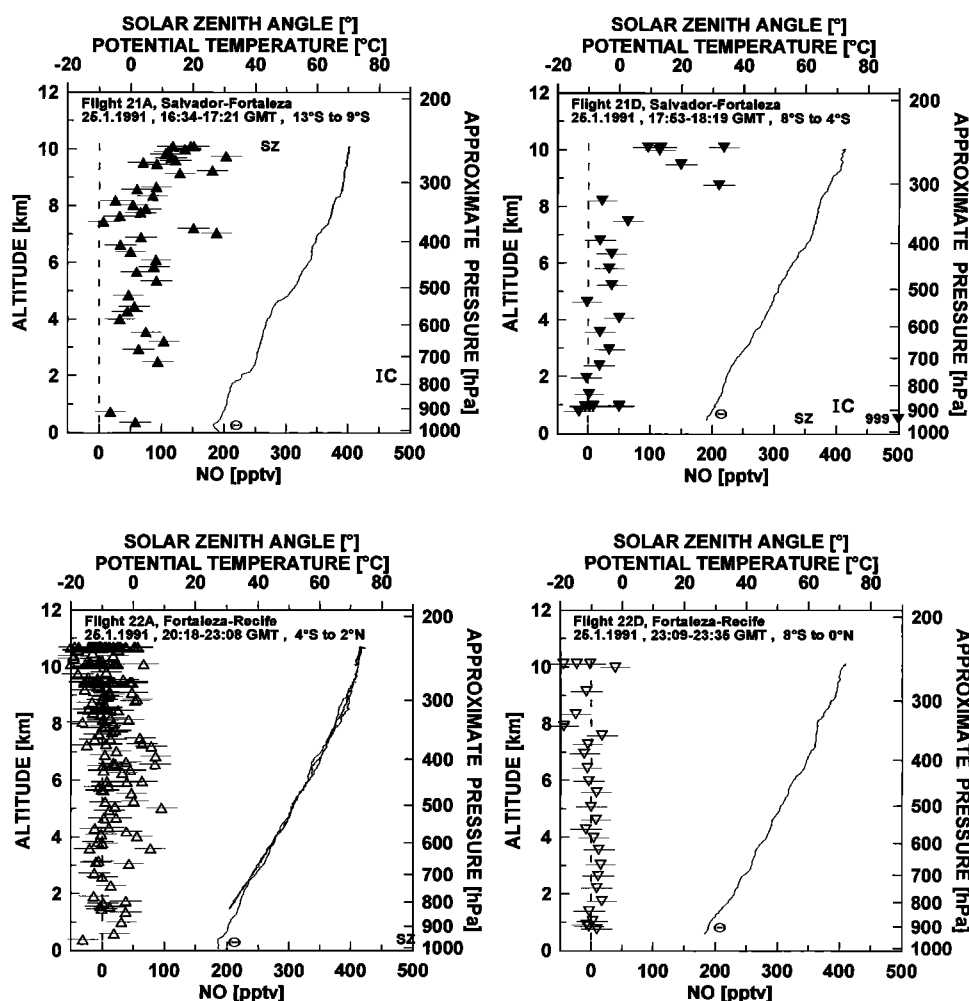 SOLAR ZENITH ANGLE [°]
POTENTIAL TEMPERATURE [°C]
-20 0 20 40 60 80
12
10
8
6
4
2
0
ALTITUDE [km]
Flight 21A, Salvador-Fortaleza
25.1.1991 , 16:34-17:21 GMT , 13°S to 9°S
SZ
IC
Θ
200
300
400
500
600
700
800
900
1000
APPROXIMATE PRESSURE [hPa]
0 100 200 300 400 500
NO [pptv]
SOLAR ZENITH ANGLE [°]
POTENTIAL TEMPERATURE [°C]
-20 0 20 40 60 80
12
10
8
6
4
2
0
ALTITUDE [km]
Flight 21D, Salvador-Fortaleza
25.1.1991 , 17:53-18:19 GMT , 8°S to 4°S
Θ
IC
SZ
999
200
300
400
500
600
700
800
900
1000
APPROXIMATE PRESSURE [hPa]
0 100 200 300 400 500
NO [pptv]
SOLAR ZENITH ANGLE [°]
POTENTIAL TEMPERATURE [°C]
-20 0 20 40 60 80
12
10
8
6
4
2
0
ALTITUDE [km]
Flight 22A, Fortaleza-Recife
25.1.1991 , 20:18-23:08 GMT , 4°S to 2°N
Θ
SZ
200
300
400
500
600
700
800
900
1000
APPROXIMATE PRESSURE [hPa]
0 100 200 300 400 500
NO [pptv]
SOLAR ZENITH ANGLE [°]
POTENTIAL TEMPERATURE [°C]
-20 0 20 40 60 80
12
10
8
6
4
2
0
ALTITUDE [km]
Flight 22D, Fortaleza-Recife
25.1.1991 , 23:09-23:36 GMT , 8°S to 0°N
Θ
200
300
400
500
600
700
800
900
1000
APPROXIMATE PRESSURE [hPa]
0 100 200 300 400 500
NO [pptv]